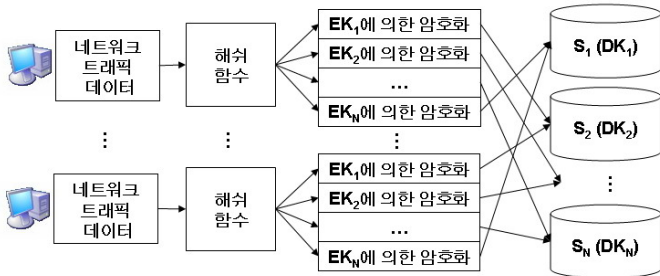 네트워크
트래픽
데이터
해쉬
함수
EK₁에 의한 암호화
EK₂에 의한 암호화
...
EKN에 의한 암호화
S₁ (DK₁)
S₂ (DK₂)
...
SN (DKN)
...
...
...
네트워크
트래픽
데이터
해쉬
함수
EK₁에 의한 암호화
EK₂에 의한 암호화
...
EKN에 의한 암호화